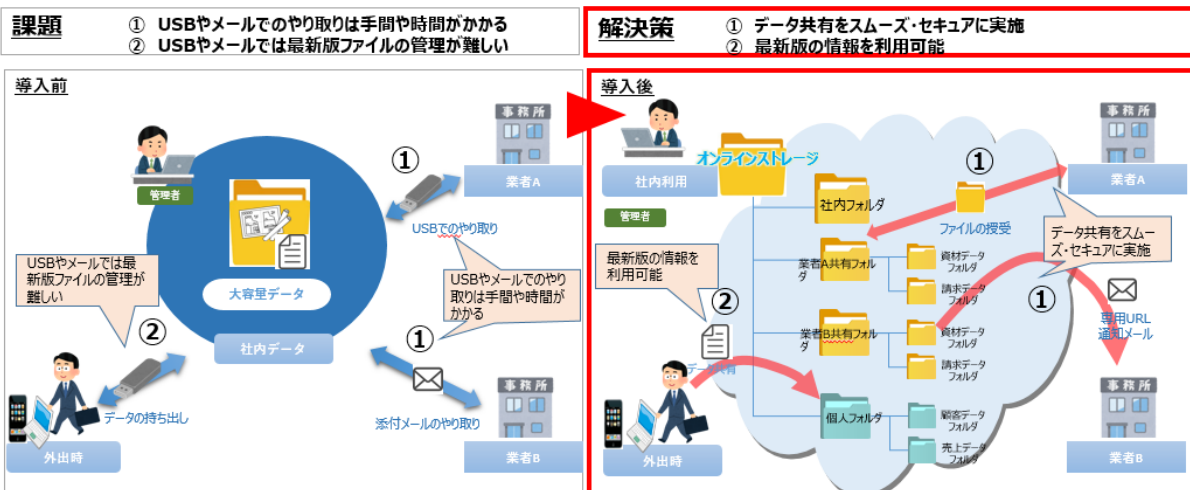 課題
① USBやメールでのやり取りは手間や時間がかかる
② USBやメールでは最新版ファイルの管理が難しい
解決策
① データ共有をスムーズ・セキュアに実施
② 最新版の情報を利用可能
導入前
管理者
大容量データ
社内データ
事務所
業者A
①
USBでのやり取り
USBやメールでは最
新版ファイルの管理が
難しい
②
データの持ち出し
外出時
USBやメールでのやり
取りは手間や時間が
かかる
①
添付メールのやり取り
事務所
業者B
導入後
社内利用
管理者
オンラインストレージ
社内フォルダ
①
ファイルの授受
事務所
業者A
データ共有をスムー
ズ・セキュアに実施
業者A共有フォル
ダ
資材データ
フォルダ
請求データ
フォルダ
①
専用URL
通知メール
最新版の情報を
利用可能
②
データ共有
業者B共有フォル
ダ
資材データ
フォルダ
請求データ
フォルダ
個人フォルダ
顧客データ
フォルダ
売上データ
フォルダ
外出時
事務所
業者B